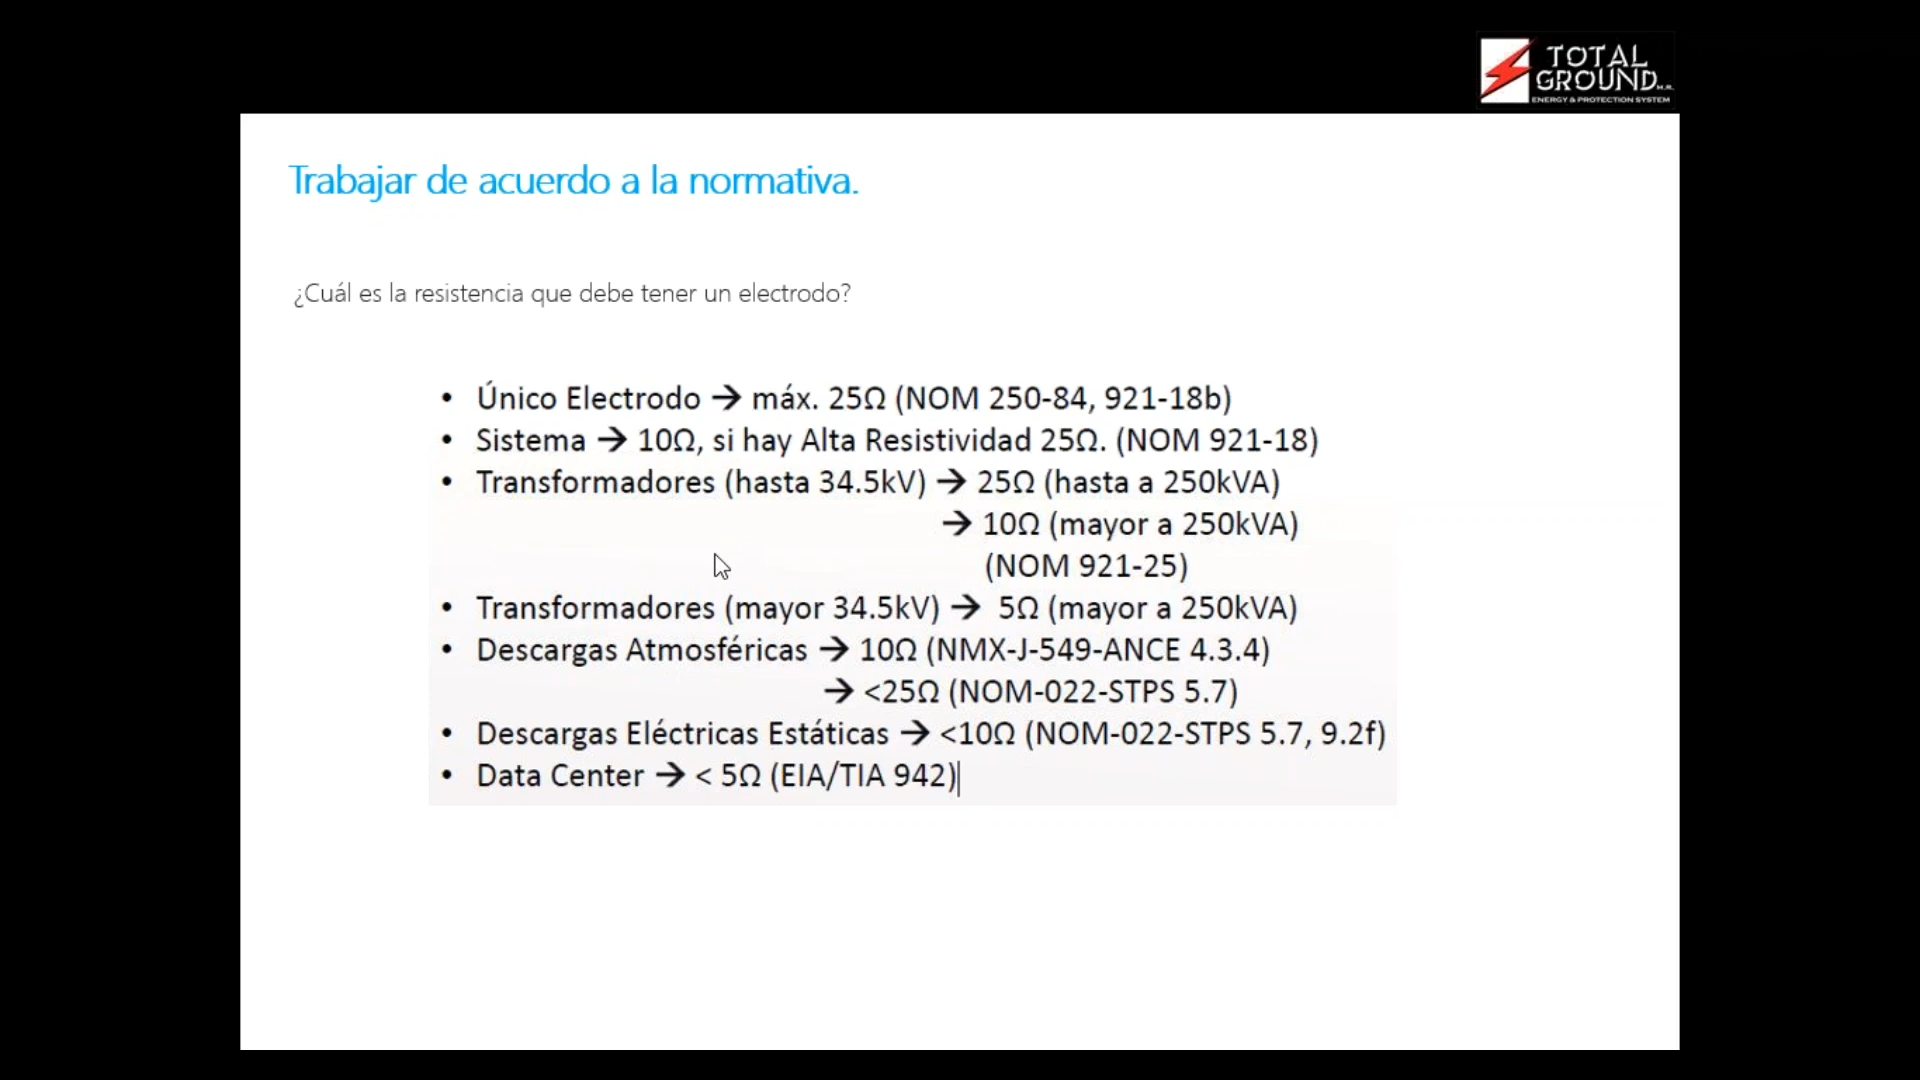 TOTAL
GROUND M.R.
ENERGY & PROTECTION SYSTEM
Trabajar de acuerdo a la normativa.
¿Cuál es la resistencia que debe tener un electrodo?
• Único Electrodo → máx. 25Ω (NOM 250-84, 921-18b)
• Sistema → 10Ω, si hay Alta Resistividad 25Ω. (NOM 921-18)
• Transformadores (hasta 34.5kV) → 25Ω (hasta a 250kVA)
→ 10Ω (mayor a 250kVA)
(NOM 921-25)
• Transformadores (mayor 34.5kV) → 5Ω (mayor a 250kVA)
• Descargas Atmosféricas → 10Ω (NMX-J-549-ANCE 4.3.4)
→ <25Ω (NOM-022-STPS 5.7)
• Descargas Eléctricas Estáticas → <10Ω (NOM-022-STPS 5.7, 9.2f)
• Data Center → < 5Ω (EIA/TIA 942)